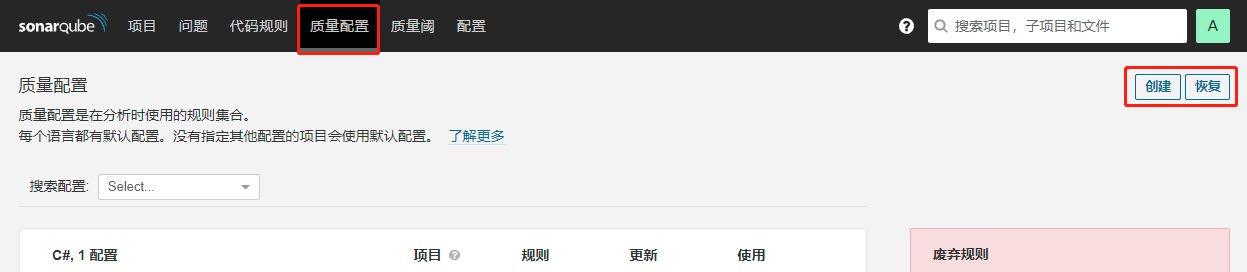 sonarqube 项目 问题 代码规则 质量配置 质量阈 配置 ? 搜索项目，子项目和文件 A
质量配置 创建 恢复
质量配置是在分析时使用的规则集合。
每个语言都有默认配置。没有指定其他配置的项目会使用默认配置。 了解更多
搜索配置: Select...
C#, 1 配置 项目 ? 规则 更新 使用 废弃规则